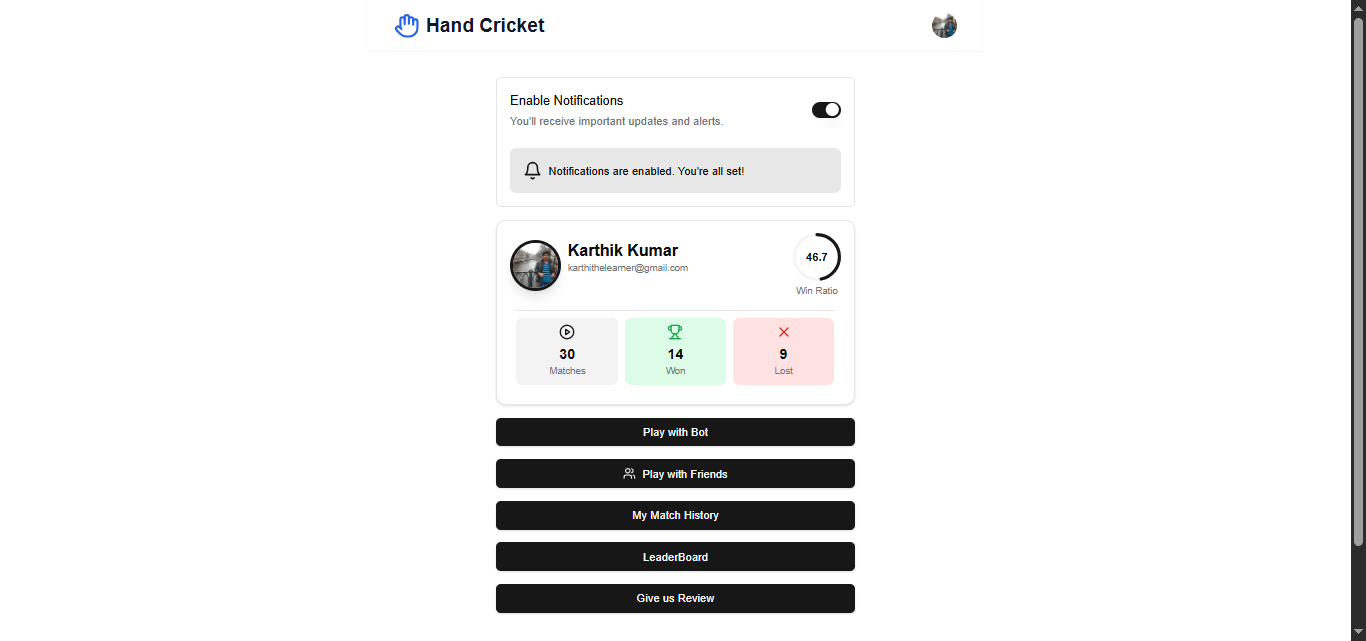 Hand Cricket
Enable Notifications
You'll receive important updates and alerts.
Notifications are enabled. You're all set!
Karthik Kumar
karthithelearner@gmail.com
46.7
Win Ratio
30
Matches
14
Won
9
Lost
Play with Bot
Play with Friends
My Match History
LeaderBoard
Give us Review